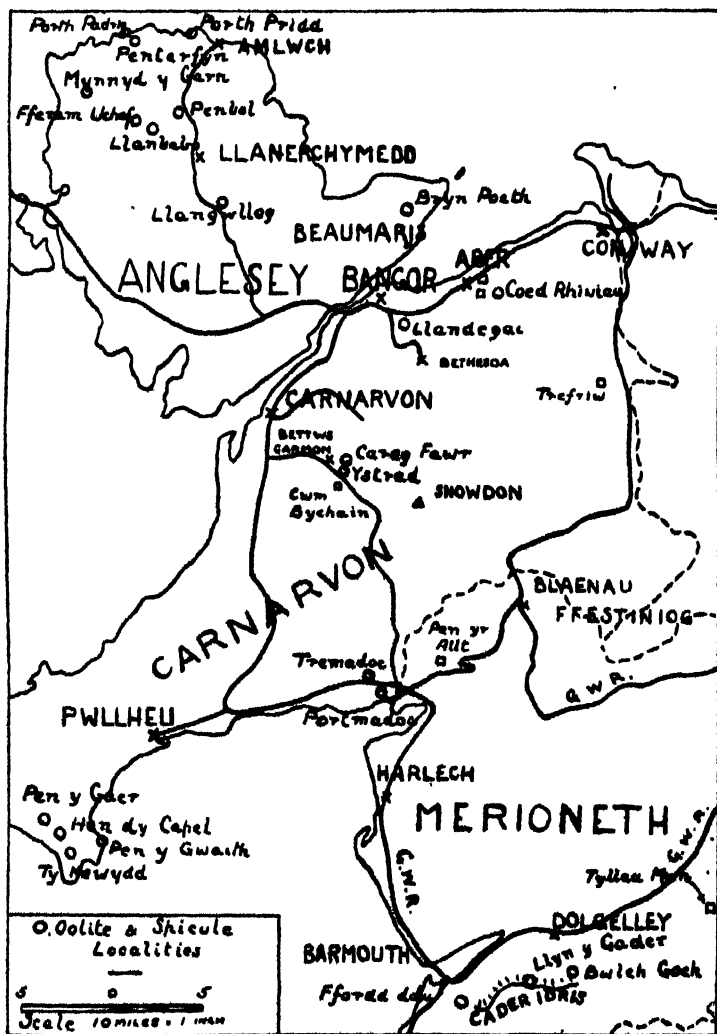 Porth Padrig
Porth Pridd
AMLWCH
Pentarfyn
Mynnyd y Garn
Fferam Uchaf
Penbol
Llanbabo
LLANERCHYMEDD
Llangwllog
Bryn Poeth
BEAUMARIS
CONWAY
ABER
ANGLESEY
BANGOR
Coed Rhiwiau
Llandegai
BETHESDA
Trefriw
CARNARVON
BETTWS
GARMON
Careg Fawr
Ystrad
Cwm
Bychain
SNOWDON
CARNARVON
BLAENAU
FFESTINIOG
Pen yr
Allt
Tremadoc
G.W.R.
Portmadoc
PWLLHELI
HARLECH
MERIONETH
Pen y Gaer
Hen dy Capel
Pen y Gwaith
Ty Newydd
G.W.R.
G.W.R.
Tyllau Mwn
DOLGELLEY
BARMOUTH
Llyn y Gader
Bwlch Goch
Ffordd ddu
CADER IDRIS
O. Oolite & Spicule
Localities
5 0 5
Scale 10 MILES = 1 INCH